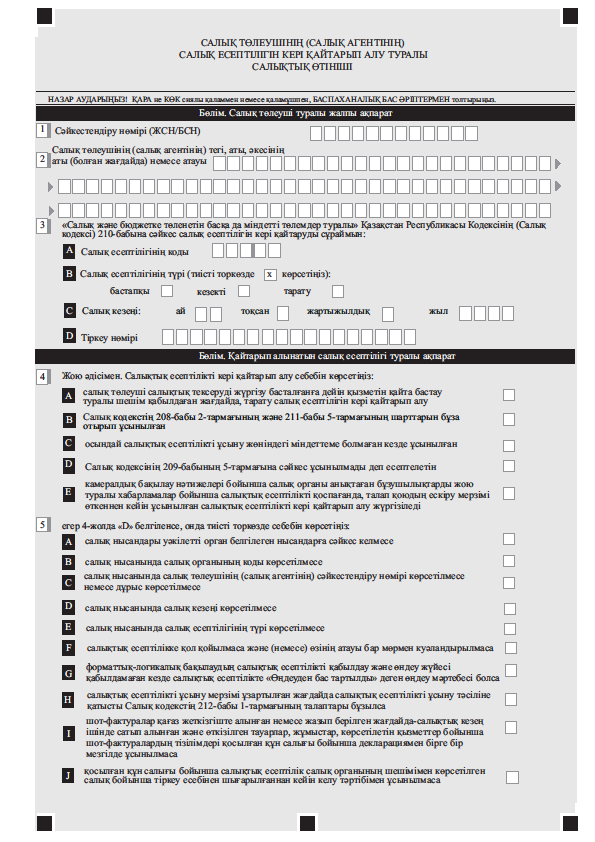 САЛЫҚ ТӨЛЕУШІНІҢ (САЛЫҚ АГЕНТІНІҢ)
САЛЫҚ ЕСЕПТІЛІГІН КЕРІ ҚАЙТАРЫП АЛУ ТУРАЛЫ
САЛЫҚТЫҚ ӨТІНІШІ
НАЗАР АУДАРЫҢЫЗ! ҚАРА не КӨК сиялы қаламмен немесе қаламұшпен, БАСПАХАНАЛЫҚ БАС ӘРІПТЕРМЕН толтырыңыз.
Бөлім. Салық төлеуші туралы жалпы ақпарат
1 Сәйкестендіру нөмірі (ЖСН/БСН)
Салық төлеушінің (салық агентінің) тегі, аты, әкесінің
2 аты (болған жағдайда) немесе атауы
3 «Салық және бюджетке төленетін басқа да міндетті төлемдер туралы» Қазақстан Республикасы Кодексінің (Салық
кодексі) 210-бабына сәйкес салық есептілігін кері қайтаруды сұраймын:
A Салық есептілігінің коды
B Салық есептілігінің түрі (тиісті торкөзде x көрсетіңіз):
бастапқы кезекті тарату
C Салық кезеңі: ай тоқсан жартыжылдық жыл
D Тіркеу нөмірі
Бөлім. Қайтарып алынатын салық есептілігі туралы ақпарат
4 Жою әдісімен. Салықтық есептілікті кері қайтарып алу себебін көрсетіңіз:
A салық төлеуші салықтық тексеруді жүргізу басталғанға дейін қызметін қайта бастау
туралы шешім қабылдаған жағдайда, тарату салық есептілігін кері қайтарып алу
B Салық кодекстің 208-бабы 2-тармағының және 211-бабы 5-тармағының шарттарын бұза
отырып ұсынылған
C осындай салықтық есептілікті ұсыну жөніндегі міндеттеме болмаған кезде ұсынылған
D Салық кодексінің 209-бабының 5-тармағына сәйкес ұсынылмады деп есептелетін
E камералдық бақылау нәтижелері бойынша салық органы анықтаған бұзушылықтарды жою
туралы хабарламалар бойынша салықтық есептілікті қоспағанда, талап қоюдың ескіру мерзімі
өткеннен кейін ұсынылған салықтық есептілікті кері қайтарып алу жүргізіледі
5 егер 4-жолда «D» белгіленсе, онда тиісті торкөзде себебін көрсетіңіз:
A салық нысандары уәкілетті орган белгілеген нысандарға сәйкес келмесе
B салық нысанында салық органының коды көрсетілмесе
C салық нысанында салық төлеушінің (салық агентінің) сәйкестендіру нөмірі көрсетілмесе
немесе дұрыс көрсетілмесе
D салық нысанында салық кезеңі көрсетілмесе
E салық нысанында салық есептілігінің түрі көрсетілмесе
F салықтық есептілікке қол қойылмаса және (немесе) өзінің атауы бар мөрмен куәландырылмаса
G форматтық-логикалық бақылаудың салықтық есептілікті қабылдау және өңдеу жүйесі
қабылдамаған кезде салықтық есептілікте «Өңдеуден бас тартылды» деген өңдеу мәртебесі болса
H салықтық есептілікті ұсыну мерзімі ұзартылған жағдайда салықтық есептілікті ұсыну тәсіліне
қатысты Салық кодекстің 212-бабы 1-тармағының талаптары бұзылса
I шот-фактуралар қағаз жеткізгіште алынған немесе жазып берілген жағдайда-салықтық кезең
ішінде сатып алынған және өткізілген тауарлар, жұмыстар, көрсетілетін қызметтер бойынша
шот-фактуралардың тізілімдері қосылған құн салығы бойынша декларациямен бірге бір
мезгілде ұсынылмаса
J қосылған құн салығы бойынша салықтық есептілік салық органының шешімімен көрсетілген
салық бойынша тіркеу есебінен шығарылғаннан кейін келу тәртібімен ұсынылмаса